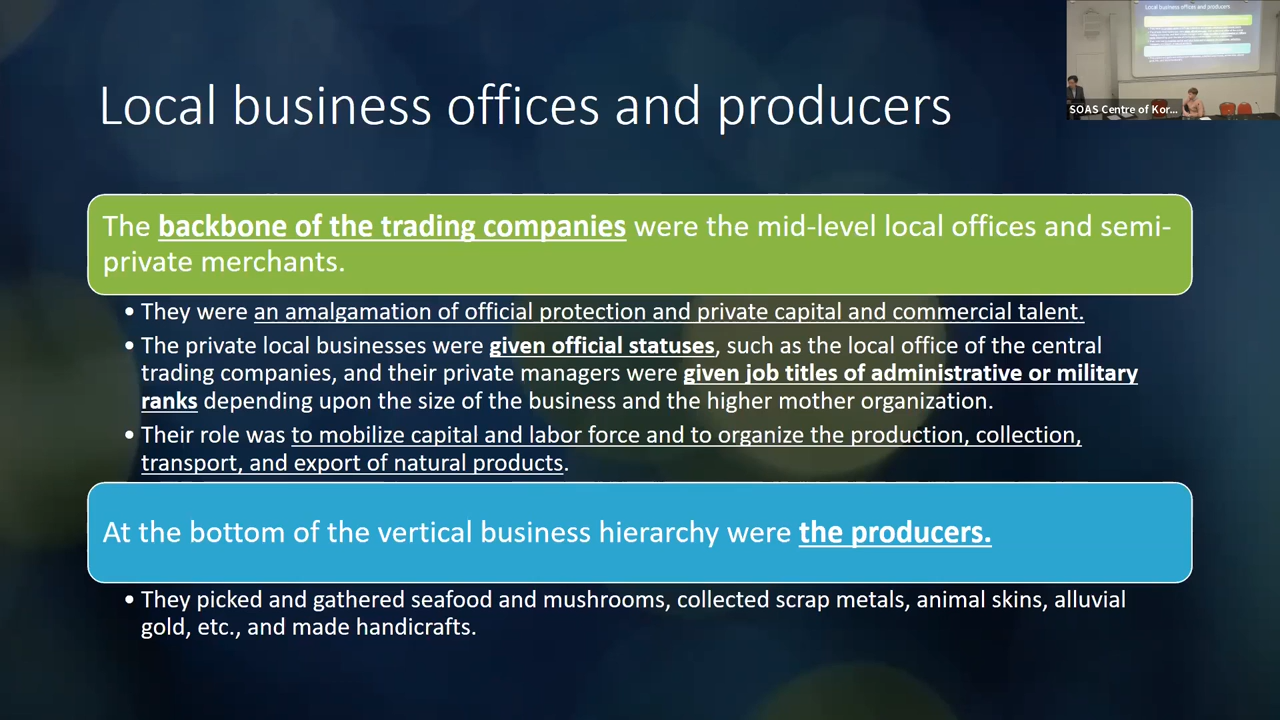 Local business offices and producers
SOAS Centre of Kor...
The backbone of the trading companies were the mid-level local offices and semi-
private merchants.
• They were an amalgamation of official protection and private capital and commercial talent.
• The private local businesses were given official statuses, such as the local office of the central
trading companies, and their private managers were given job titles of administrative or military
ranks depending upon the size of the business and the higher mother organization.
• Their role was to mobilize capital and labor force and to organize the production, collection,
transport, and export of natural products.
At the bottom of the vertical business hierarchy were the producers.
• They picked and gathered seafood and mushrooms, collected scrap metals, animal skins, alluvial
gold, etc., and made handicrafts.